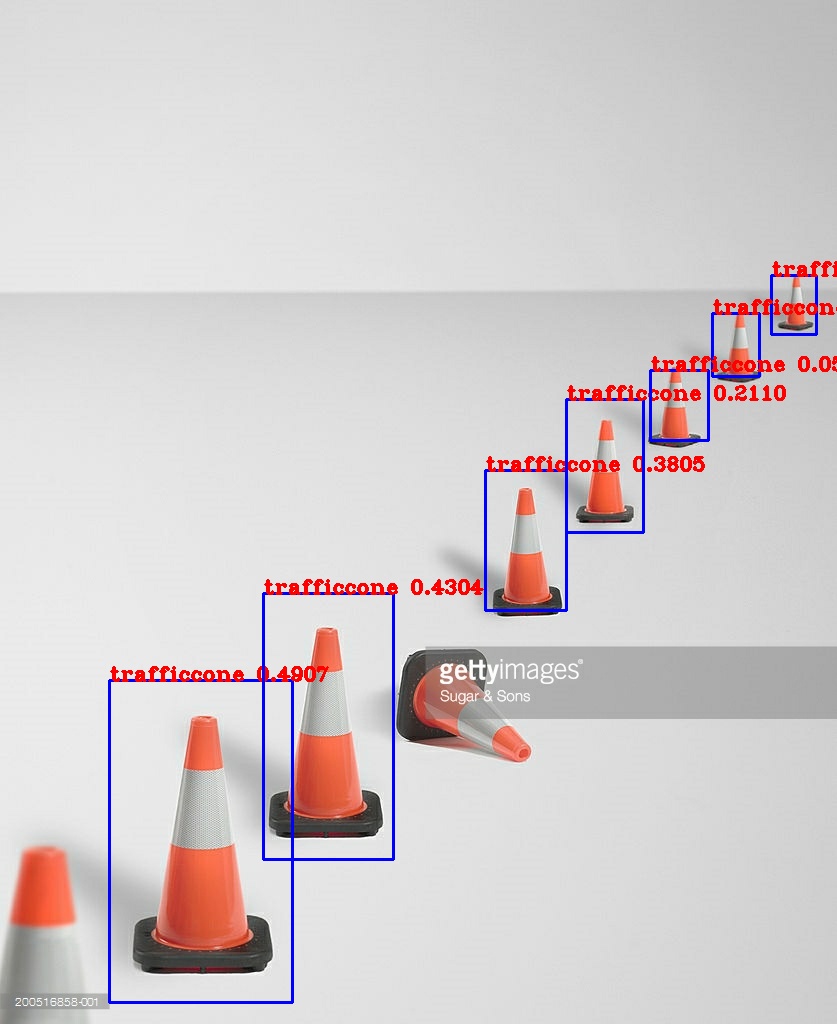 traffi
trafficcon
trafficcone 0.05
trafficcone 0.2110
trafficcone 0.3805
trafficcone 0.4304
trafficcone 0.4907
gettyimages®
Sugar & Sons
200516858-001